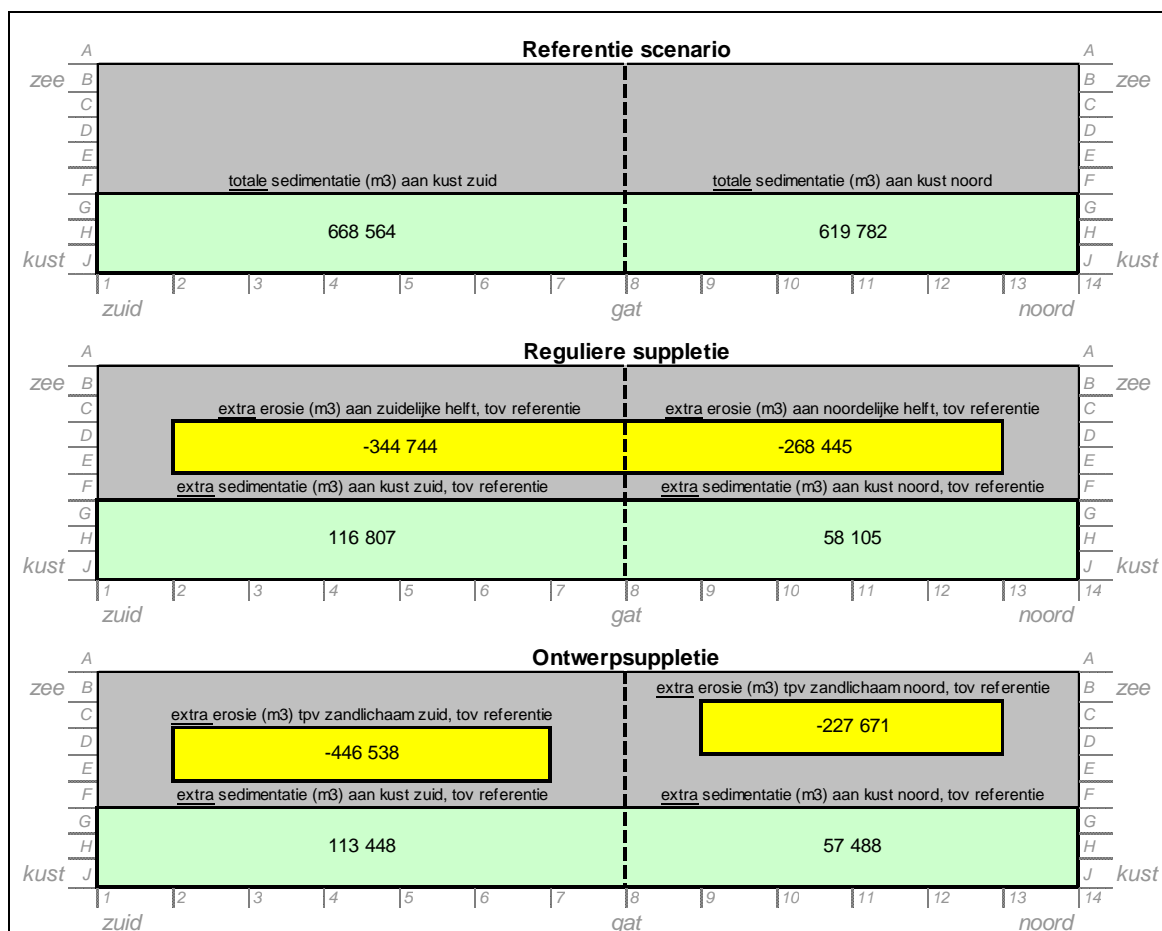 Referentie scenario
A A
zee B B zee
C C
D D
E E
F totale sedimentatie (m3) aan kust zuid totale sedimentatie (m3) aan kust noord F
G G
H 668 564 619 782 H
kust J J kust
1 2 3 4 5 6 7 8 9 10 11 12 13 14
zuid gat noord
Reguliere suppletie
A A
zee B B zee
C extra erosie (m3) aan zuidelijke helft, tov referentie extra erosie (m3) aan noordelijke helft, tov referentie C
D -344 744 -268 445 D
E E
F extra sedimentatie (m3) aan kust zuid, tov referentie extra sedimentatie (m3) aan kust noord, tov referentie F
G G
H 116 807 58 105 H
kust J J kust
1 2 3 4 5 6 7 8 9 10 11 12 13 14
zuid gat noord
Ontwerpsuppletie
A A
zee B extra erosie (m3) tpv zandlichaam noord, tov referentie B zee
C extra erosie (m3) tpv zandlichaam zuid, tov referentie -227 671 C
D -446 538 D
E E
F extra sedimentatie (m3) aan kust zuid, tov referentie extra sedimentatie (m3) aan kust noord, tov referentie F
G G
H 113 448 57 488 H
kust J J kust
1 2 3 4 5 6 7 8 9 10 11 12 13 14
zuid gat noord